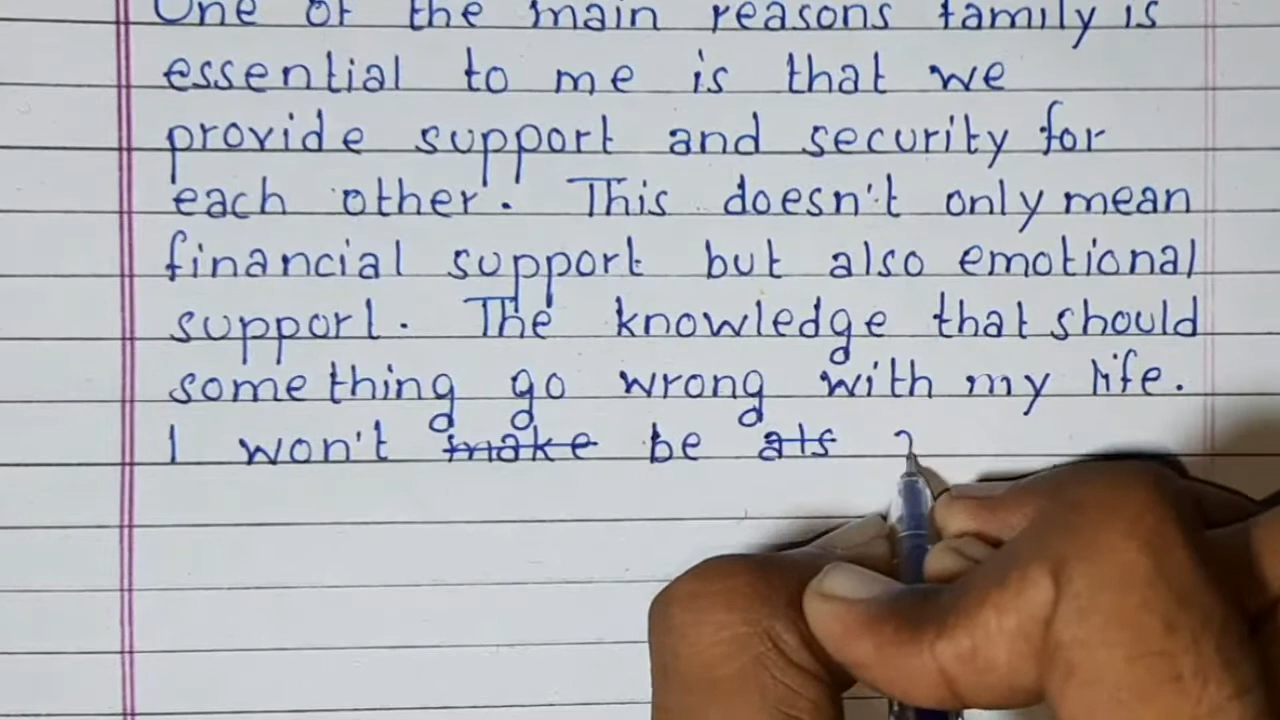 One of the main reasons family is
essential to me is that we
provide support and security for
each other. This doesn't only mean
financial support but also emotional
support. The knowledge that should
something go wrong with my life.
I won't make be als